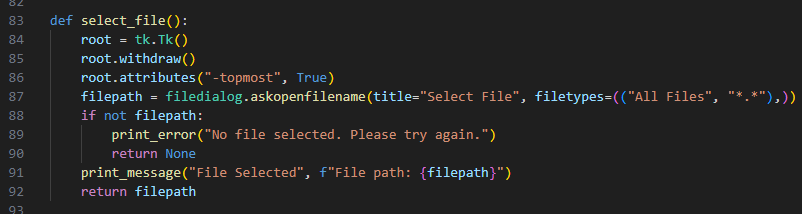 82
83 def select_file():
84     root = tk.Tk()
85     root.withdraw()
86     root.attributes("-topmost", True)
87     filepath = filedialog.askopenfilename(title="Select File", filetypes=(("All Files", "*.*"),))
88     if not filepath:
89         print_error("No file selected. Please try again.")
90         return None
91     print_message("File Selected", f"File path: {filepath}")
92     return filepath
93